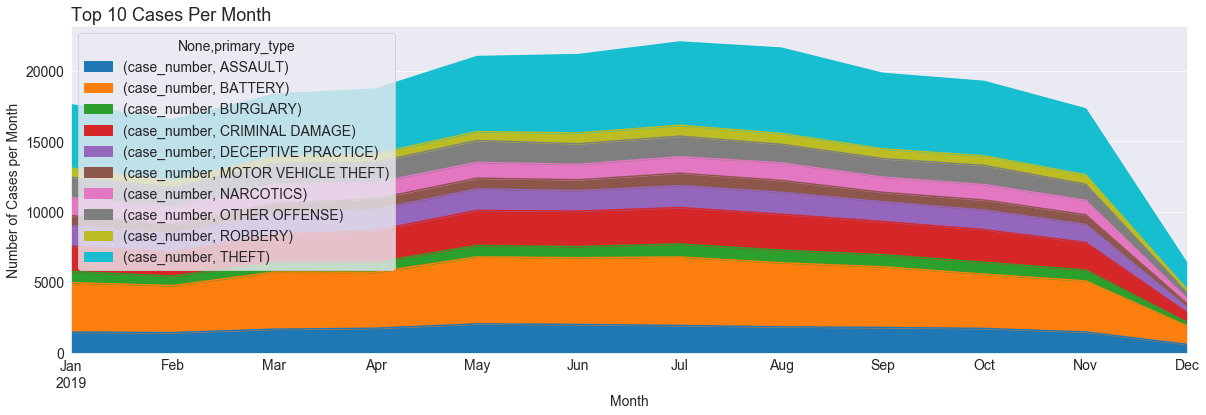 Top 10 Cases Per Month
Number of Cases per Month
20000
15000
10000
5000
0
None,primary_type
(case_number, ASSAULT)
(case_number, BATTERY)
(case_number, BURGLARY)
(case_number, CRIMINAL DAMAGE)
(case_number, DECEPTIVE PRACTICE)
(case_number, MOTOR VEHICLE THEFT)
(case_number, NARCOTICS)
(case_number, OTHER OFFENSE)
(case_number, ROBBERY)
(case_number, THEFT)
Jan Feb Mar Apr May Jun Jul Aug Sep Oct Nov Dec
2019
Month